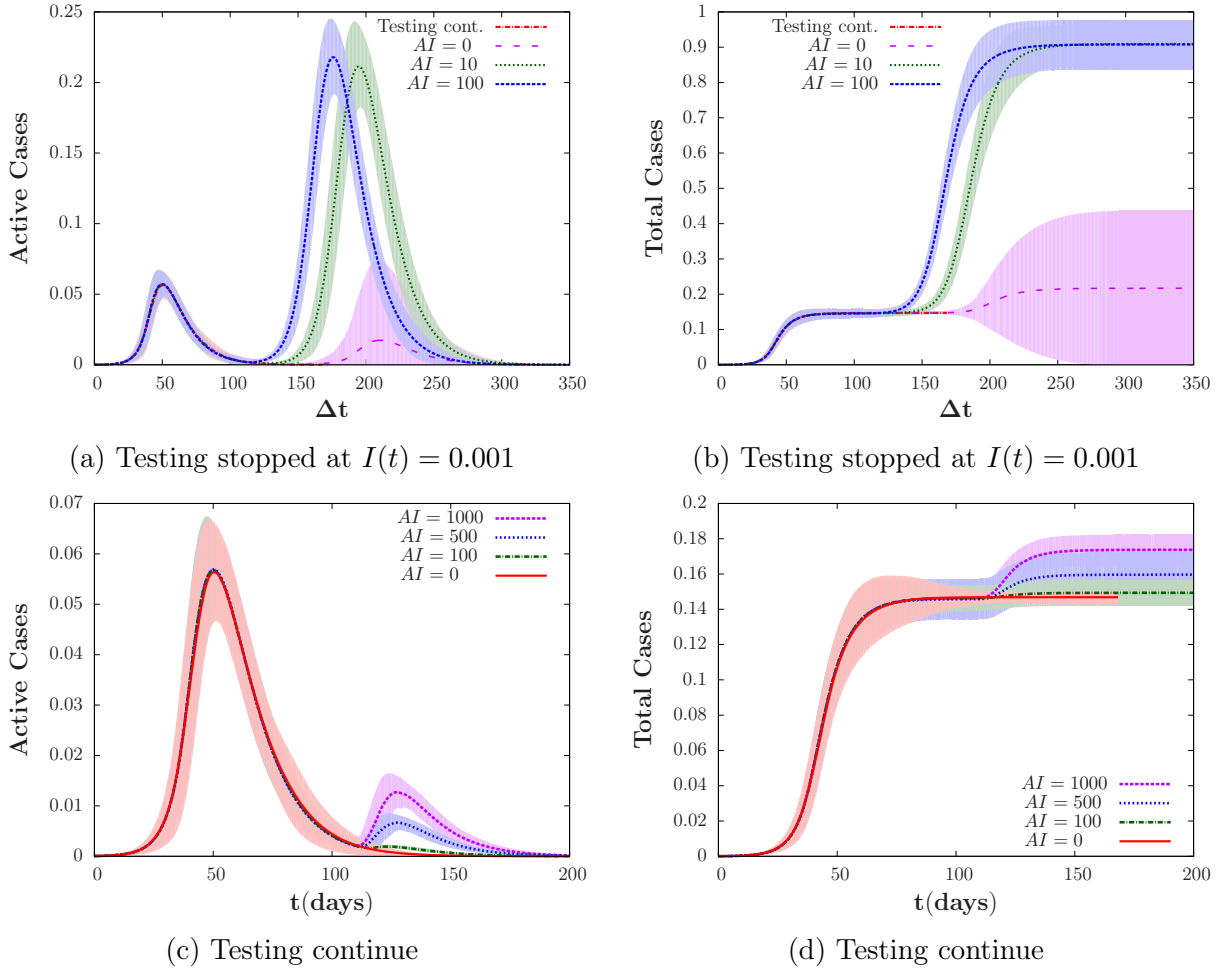 Active Cases
0.25
0.2
0.15
0.1
0.05
0
0 50 100 150 200 250 300 350
Δt
Testing cont.
AI = 0
AI = 10
AI = 100
(a) Testing stopped at I(t) = 0.001
Total Cases
1
0.9
0.8
0.7
0.6
0.5
0.4
0.3
0.2
0.1
0
0 50 100 150 200 250 300 350
Δt
Testing cont.
AI = 0
AI = 10
AI = 100
(b) Testing stopped at I(t) = 0.001
Active Cases
0.07
0.06
0.05
0.04
0.03
0.02
0.01
0
0 50 100 150 200
t(days)
AI = 1000
AI = 500
AI = 100
AI = 0
(c) Testing continue
Total Cases
0.2
0.18
0.16
0.14
0.12
0.1
0.08
0.06
0.04
0.02
0
0 50 100 150 200
t(days)
AI = 1000
AI = 500
AI = 100
AI = 0
(d) Testing continue